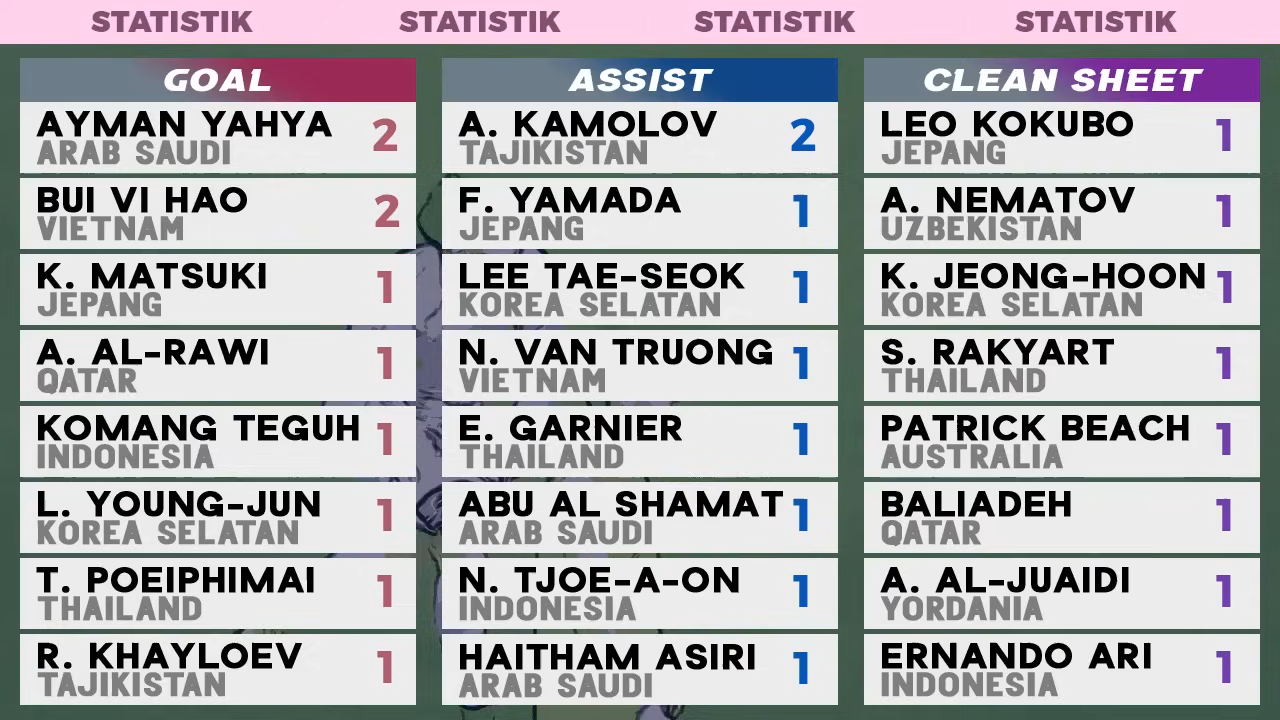 STATISTIK STATISTIK STATISTIK STATISTIK
GOAL
AYMAN YAHYA 2
ARAB SAUDI
BUI VI HAO 2
VIETNAM
K. MATSUKI 1
JEPANG
A. AL-RAWI 1
QATAR
KOMANG TEGUH 1
INDONESIA
L. YOUNG-JUN 1
KOREA SELATAN
T. POEIPHIMAI 1
THAILAND
R. KHAYLOEV 1
TAJIKISTAN
ASSIST
A. KAMOLOV 2
TAJIKISTAN
F. YAMADA 1
JEPANG
LEE TAE-SEOK 1
KOREA SELATAN
N. VAN TRUONG 1
VIETNAM
E. GARNIER 1
THAILAND
ABU AL SHAMAT 1
ARAB SAUDI
N. TJOE-A-ON 1
INDONESIA
HAITHAM ASIRI 1
ARAB SAUDI
CLEAN SHEET
LEO KOKUBO 1
JEPANG
A. NEMATOV 1
UZBEKISTAN
K. JEONG-HOON 1
KOREA SELATAN
S. RAKYART 1
THAILAND
PATRICK BEACH 1
AUSTRALIA
BALIADEH 1
QATAR
A. AL-JUAIDI 1
YORDANIA
ERNANDO ARI 1
INDONESIA